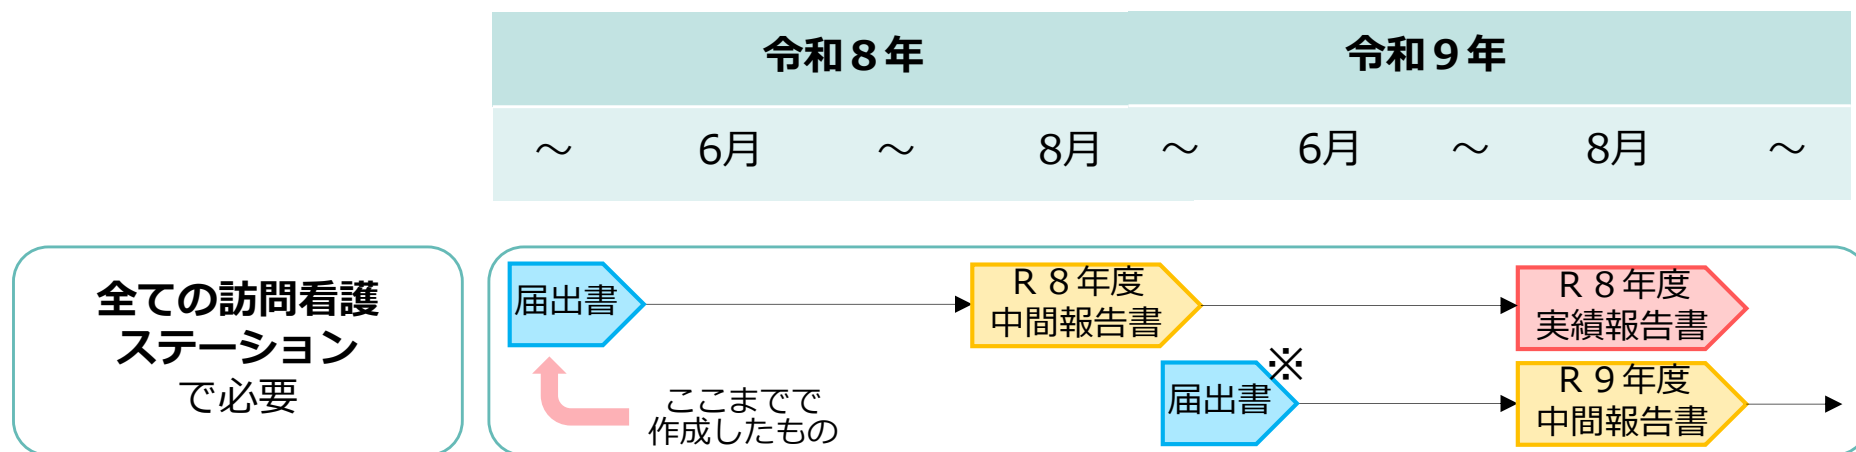 令和８年 令和９年
～ 6月 ～ 8月 ～ 6月 ～ 8月 ～
全ての訪問看護
ステーション
で必要
届出書
Ｒ８年度
中間報告書
Ｒ８年度
実績報告書
ここまでで
作成したもの
届出書
※
Ｒ９年度
中間報告書